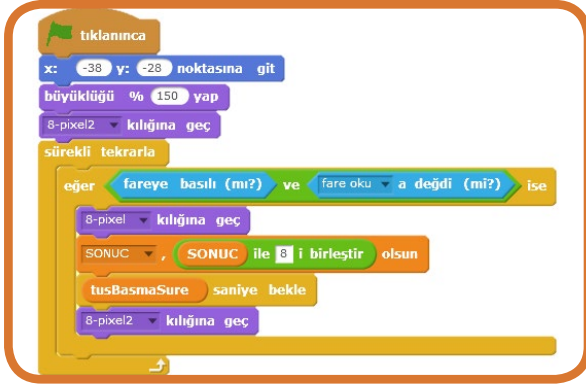 tıklanınca
x: -38 y: -28 noktasına git
büyüklüğü % 150 yap
8-pixel2 kılığına geç
sürekli tekrarla
eğer fareye basılı (mı?) ve fare oku a değdi (mi?) ise
8-pixel kılığına geç
SONUC , SONUC ile 8 i birleştir olsun
tusBasmaSure saniye bekle
8-pixel2 kılığına geç